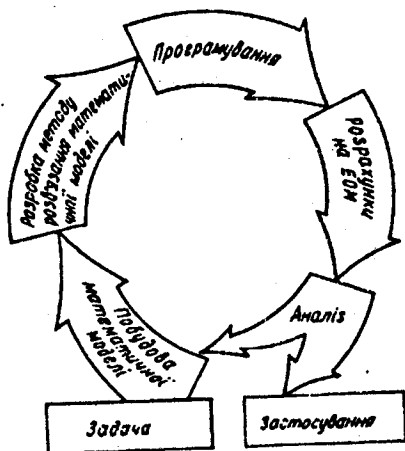 Програмування
Розрахунки
на ЕОМ
Аналіз
Застосування
Задача
Побудова
математичної
моделі
Розробка методу
розв'язання математи-
чної моделі